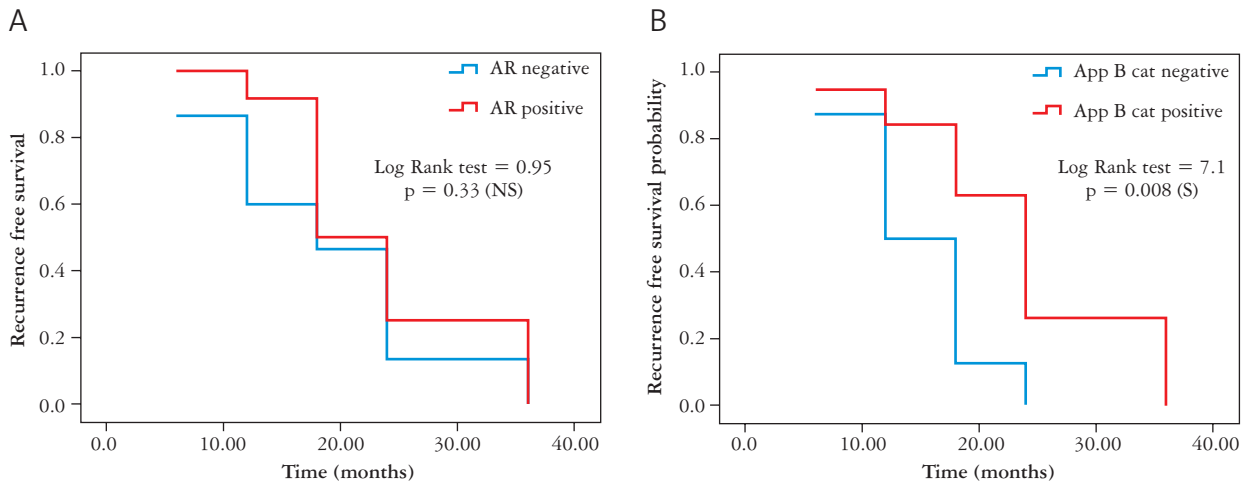 A
Recurrence free survival
1.0
0.8
0.6
0.4
0.2
0.0
AR negative
AR positive
Log Rank test = 0.95
p = 0.33 (NS)
0.0 10.00 20.00 30.00 40.00
Time (months)
B
Recurrence free survival probability
1.0
0.8
0.6
0.4
0.2
0.0
App B cat negative
App B cat positive
Log Rank test = 7.1
p = 0.008 (S)
0.0 10.00 20.00 30.00 40.00
Time (months)